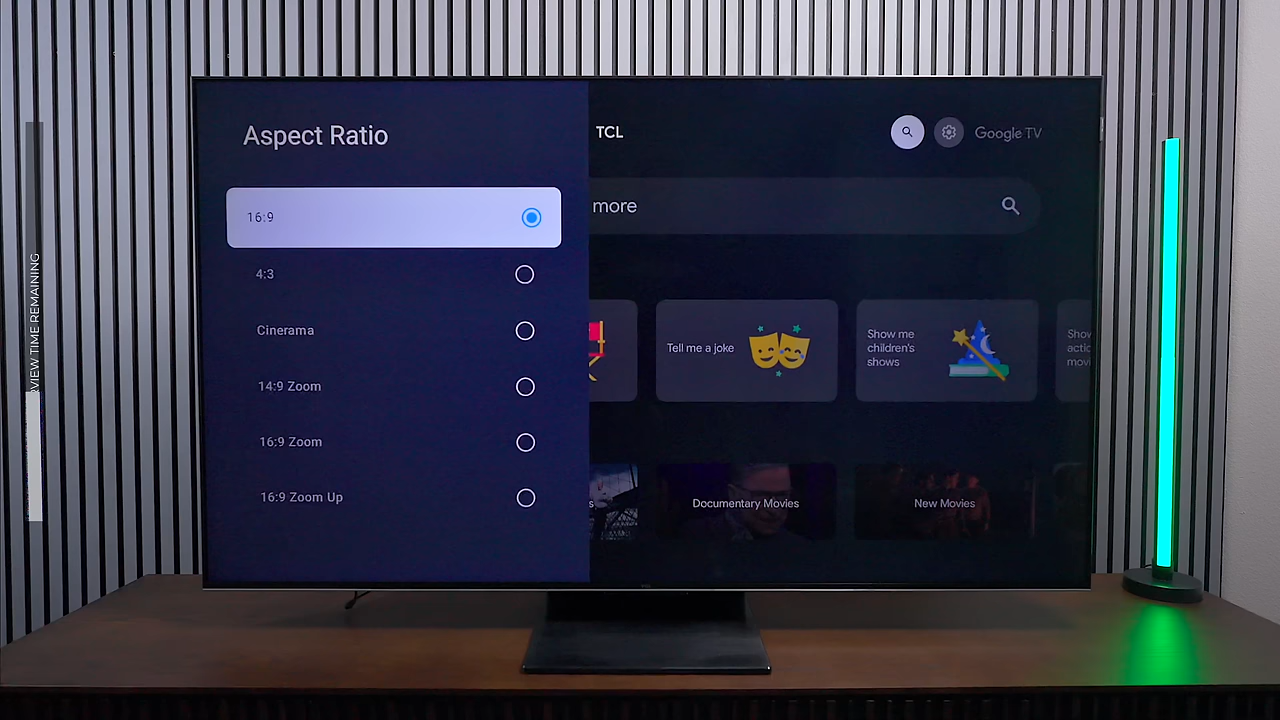 Aspect Ratio
16:9
4:3
Cinerama
14:9 Zoom
16:9 Zoom
16:9 Zoom Up
TCL
Google TV
more
Tell me a joke
Show me
children's
shows
Documentary Movies
New Movies
VIEW TIME REMAINING